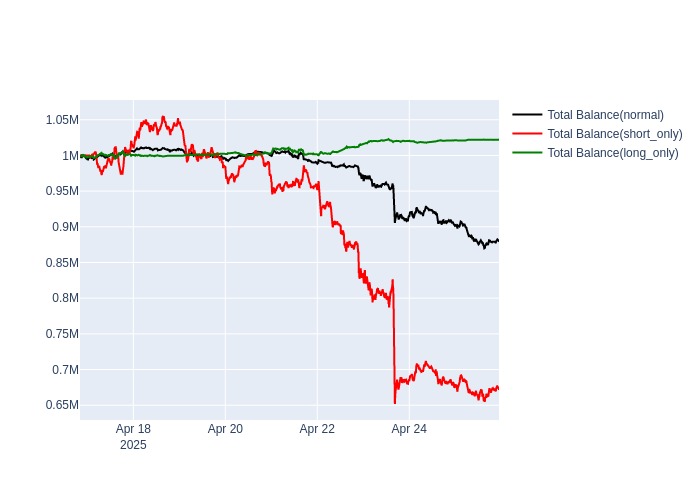 1.05M
1M
0.95M
0.9M
0.85M
0.8M
0.75M
0.7M
0.65M
Apr 18
2025
Apr 20
Apr 22
Apr 24
Total Balance(normal)
Total Balance(short_only)
Total Balance(long_only)